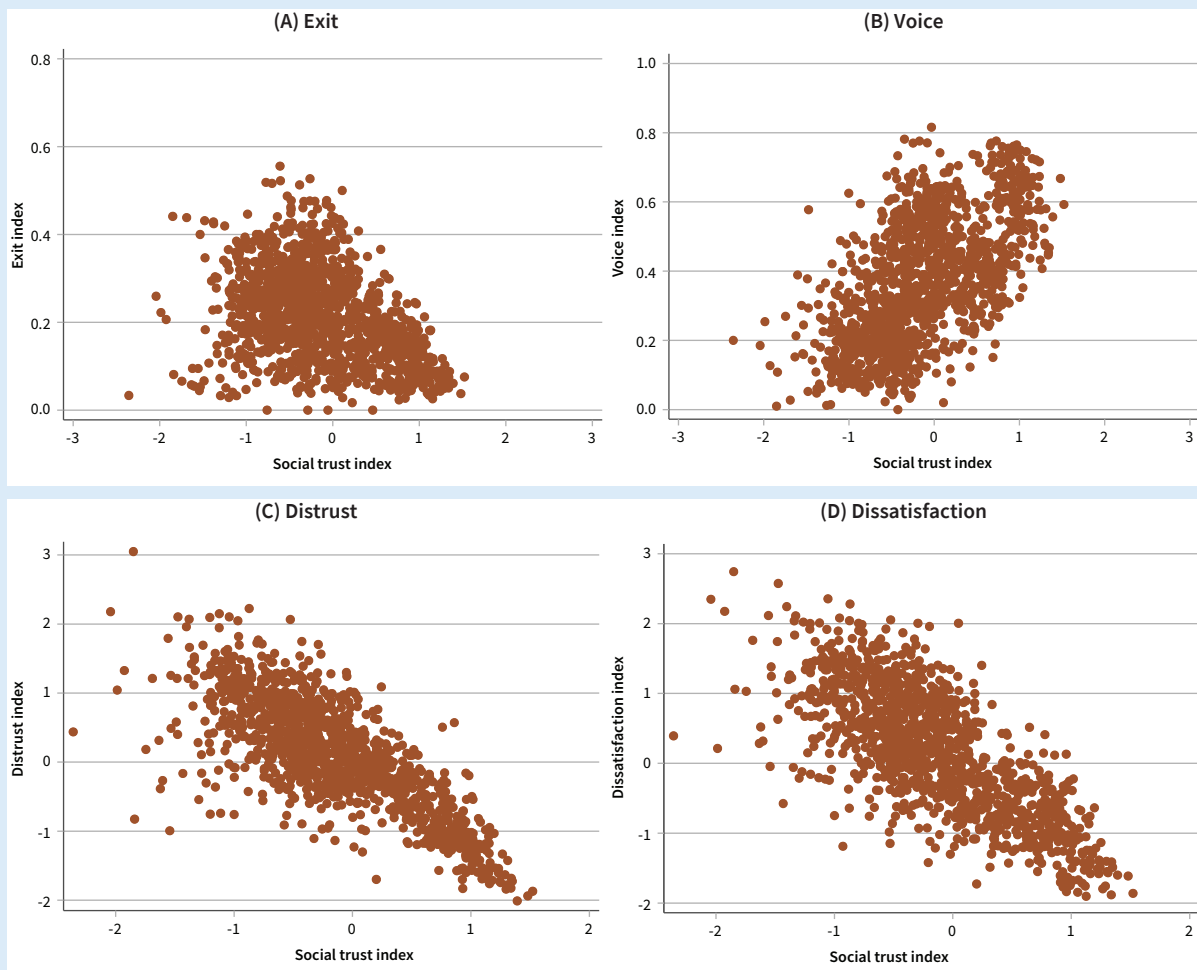 (A) Exit
0.8
0.6
0.4
0.2
0.0
Exit index
-3 -2 -1 0 1 2 3
Social trust index
(B) Voice
1.0
0.8
0.6
0.4
0.2
0.0
Voice index
-3 -2 -1 0 1 2 3
Social trust index
(C) Distrust
3
2
1
0
-1
-2
Distrust index
-2 -1 0 1 2
Social trust index
(D) Dissatisfaction
3
2
1
0
-1
-2
Dissatisfaction index
-2 -1 0 1 2
Social trust index